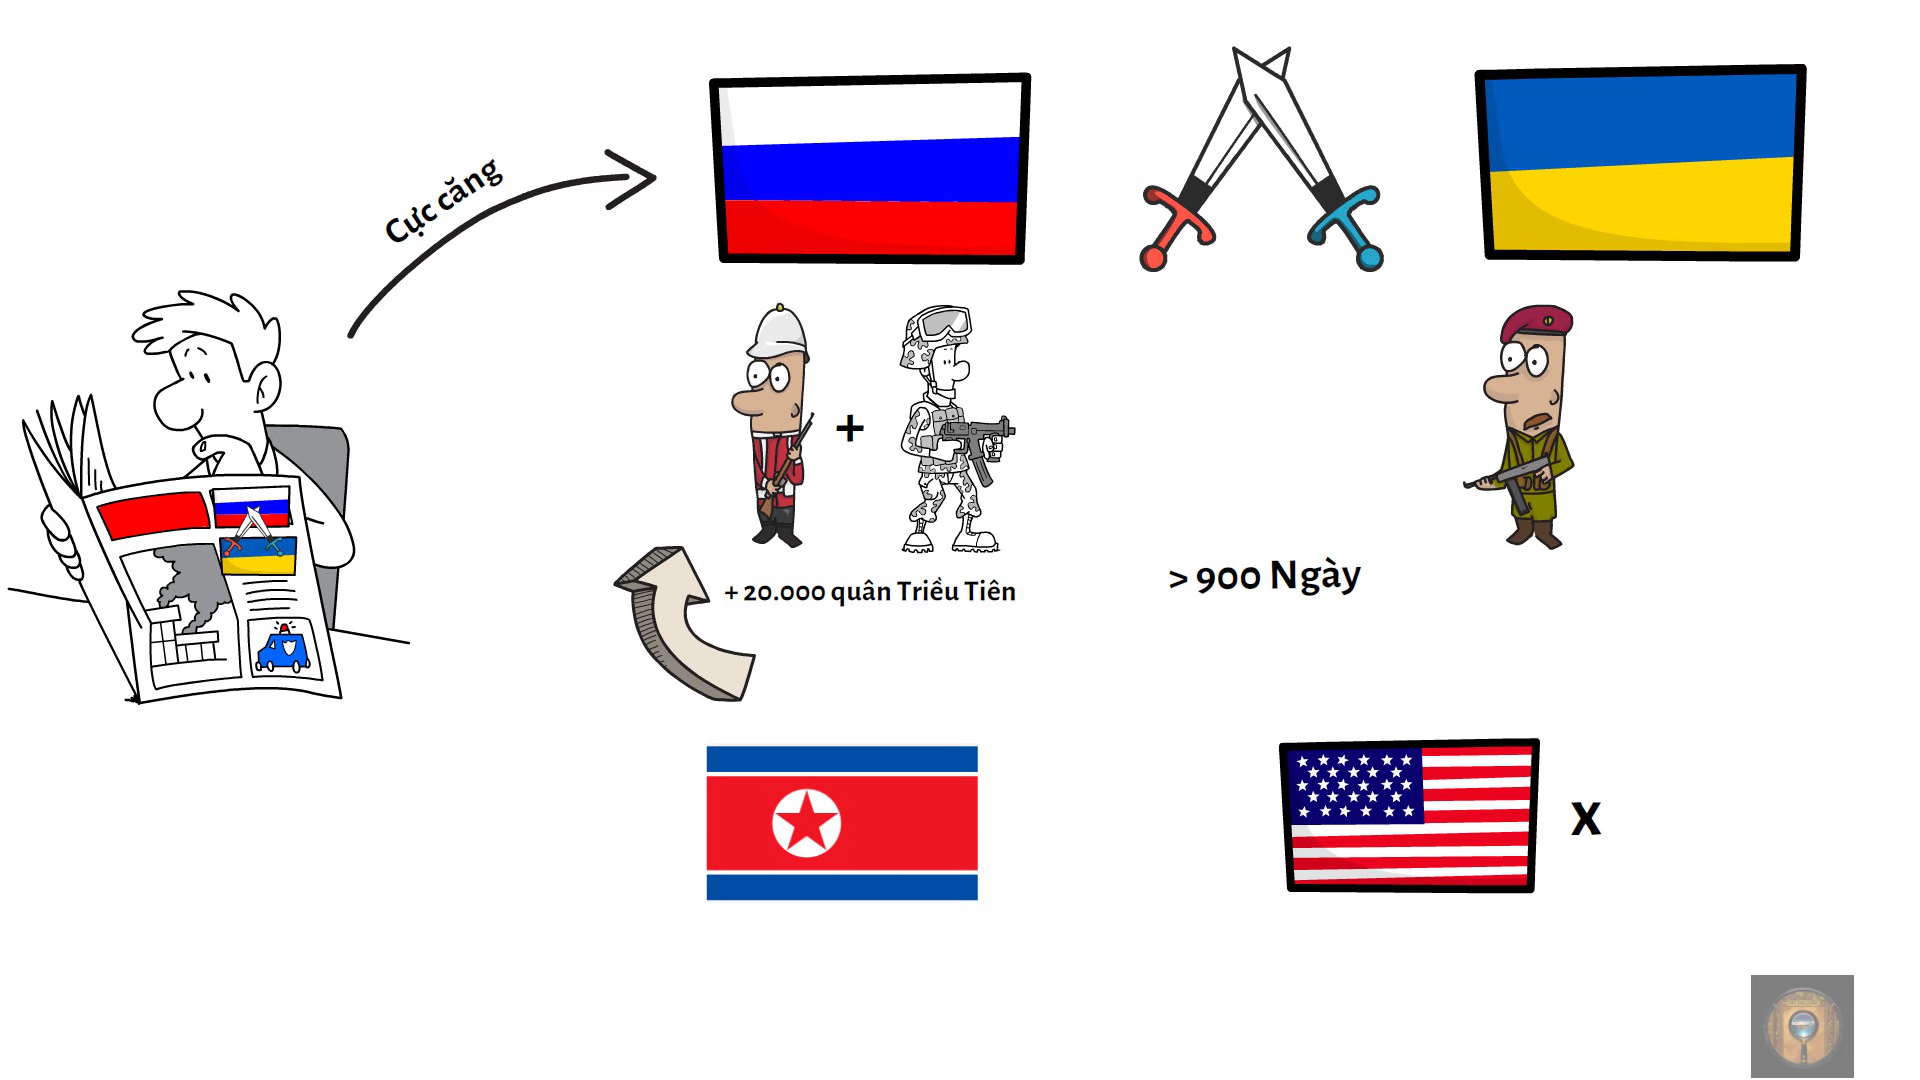 Cực căng
+
+ 20.000 quân Triều Tiên
> 900 Ngày
X